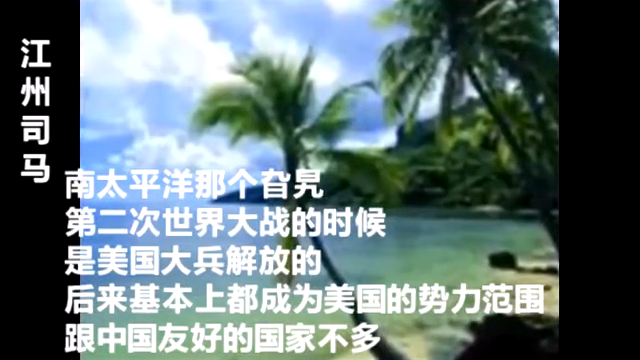 江州司马
南太平洋那个旮旯
第二次世界大战的时候
是美国大兵解放的
后来基本上都成为美国的势力范围
跟中国友好的国家不多